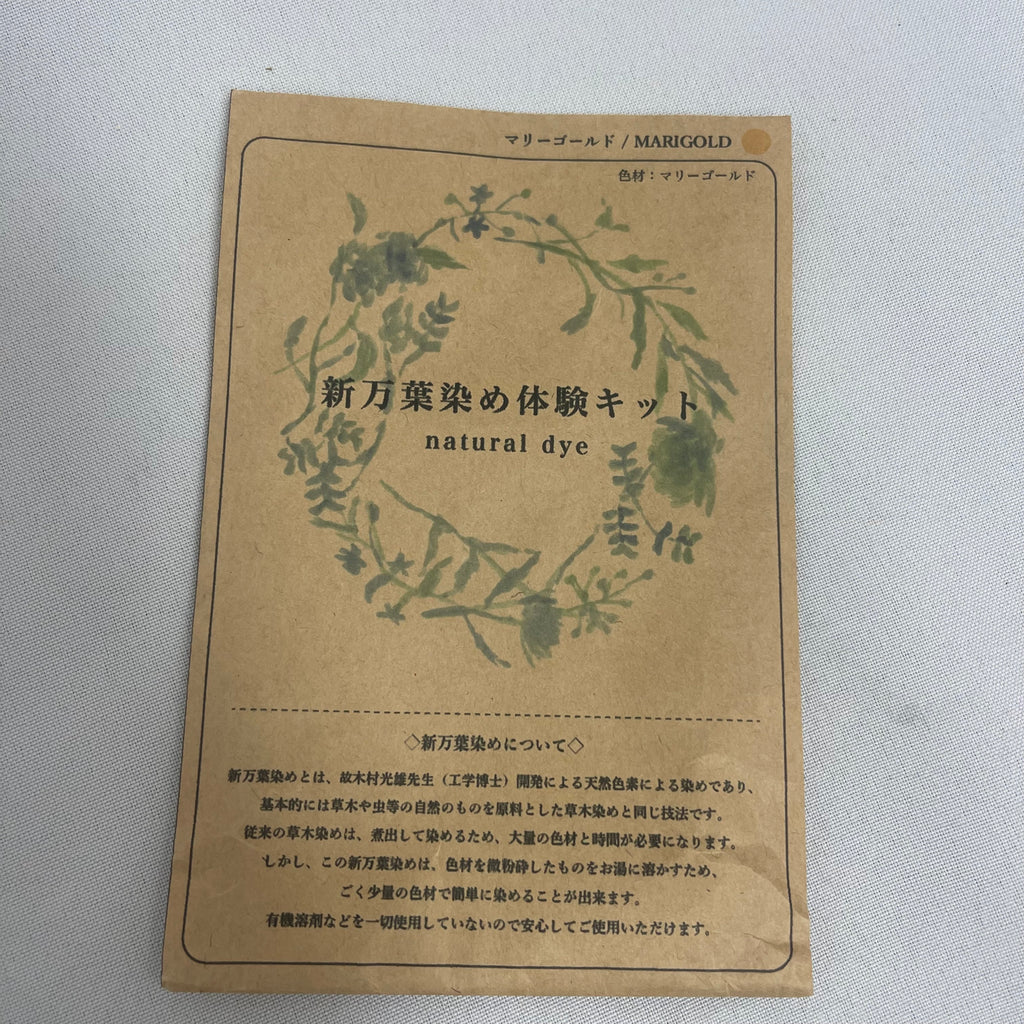 マリーゴールド / MARIGOLD
色材：マリーゴールド
新万葉染め体験キット
natural dye
◇新万葉染めについて◇
新万葉染めとは、故木村光雄先生（工学博士）開発による天然色素による染めであり、
基本的には草木や虫等の自然のものを原料とした草木染めと同じ技法です。
従来の草木染めは、煮出して染めるため、大量の色材と時間が必要になります。
しかし、この新万葉染めは、色材を微粉砕したものをお湯に溶かすため、
ごく少量の色材で簡単に染めることが出来ます。
有機溶剤などを一切使用していないので安心してご使用いただけます。